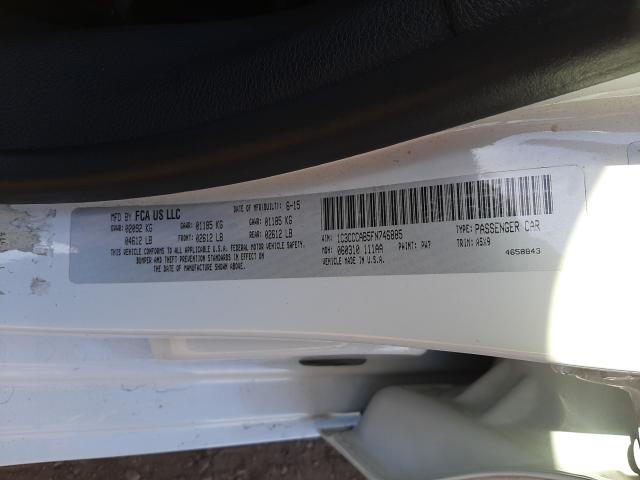 MFD BY FCA US LLC
DATE OF MFR(BUILT): 6-15
GVWR: 02092 KG
GAWR: 01185 KG
GAWR: 01185 KG
04612 LB
FRONT: 02612 LB
REAR: 02612 LB
THIS VEHICLE CONFORMS TO ALL APPLICABLE U.S.A. FEDERAL MOTOR VEHICLE SAFETY,
BUMPER AND THEFT PREVENTION STANDARDS IN EFFECT ON
THE DATE OF MANUFACTURE SHOWN ABOVE.
VIN: 1C3CCCAB5FN746805
TYPE: PASSENGER CAR
MDH: 060310 111AA
PAINT: PW7
TRIM: A5X9
VEHICLE MADE IN U.S.A.
4658843